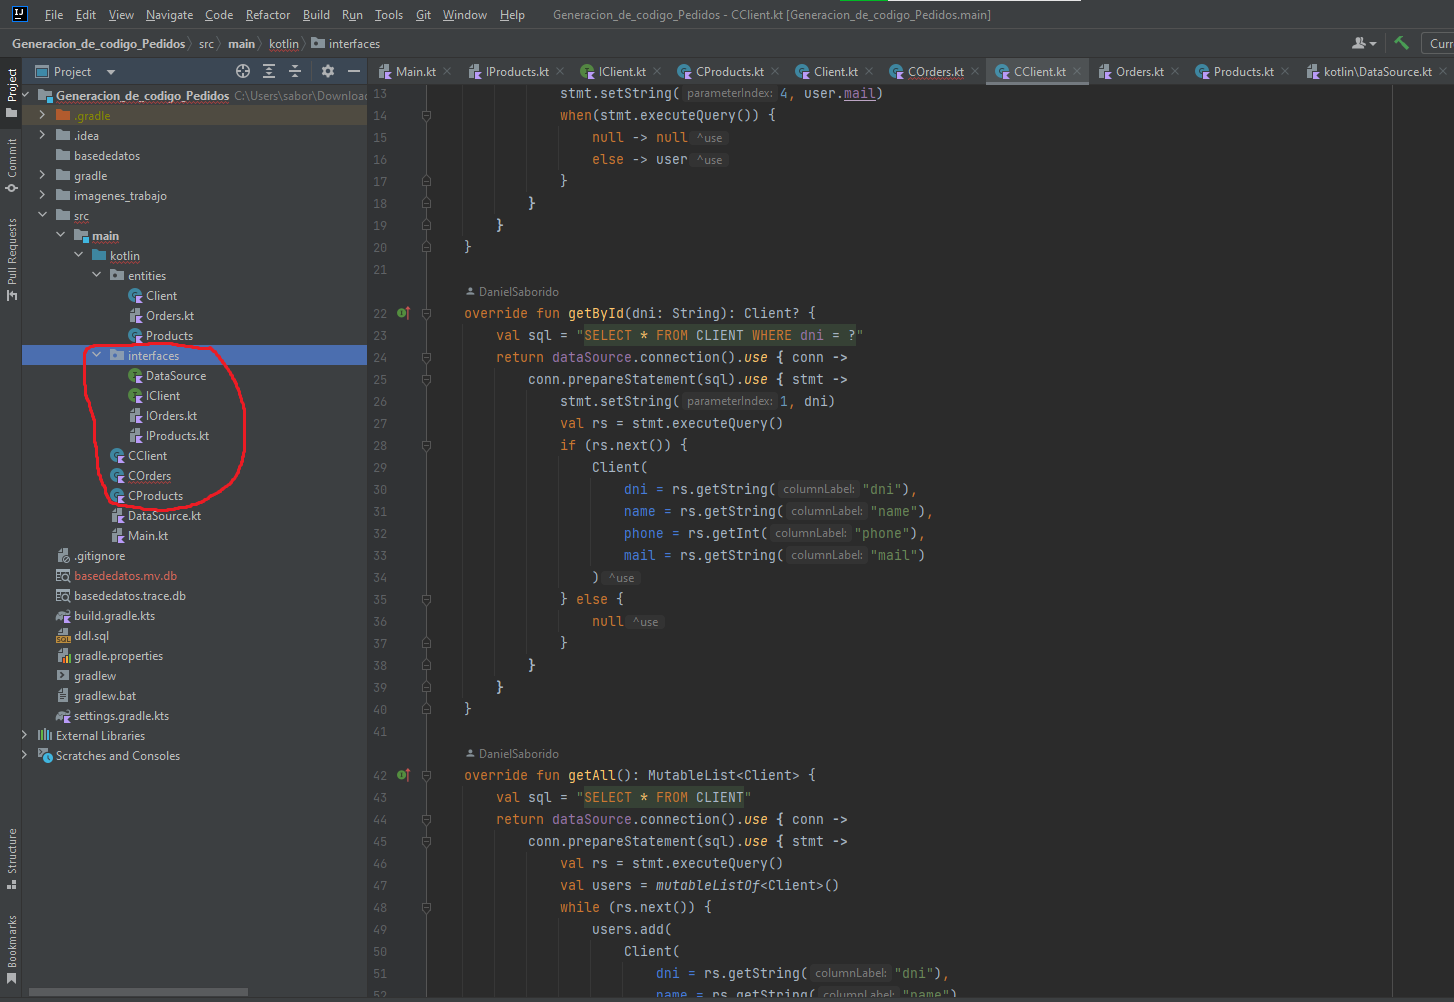 File Edit View Navigate Code Refactor Build Run Tools Git Window Help Generacion_de_codigo_Pedidos - CClient.kt [Generacion_de_codigo_Pedidos.main]
Generacion_de_codigo_Pedidos src main kotlin interfaces Curr
Project
Main.kt IProducts.kt IClient.kt CProducts.kt Client.kt COrders.kt CClient.kt Orders.kt Products.kt kotlin\DataSource.kt
Project
Commit
Pull Requests
Structure
Bookmarks
Generacion_de_codigo_Pedidos C:\Users\sabor\Downloa
.gradle
.idea
basededatos
gradle
imagenes_trabajo
src
main
kotlin
entities
Client
Orders.kt
Products
interfaces
DataSource
IClient
IOrders.kt
IProducts.kt
CClient
COrders
CProducts
DataSource.kt
Main.kt
.gitignore
basededatos.mv.db
basededatos.trace.db
build.gradle.kts
ddl.sql
gradle.properties
gradlew
gradlew.bat
settings.gradle.kts
External Libraries
Scratches and Consoles
13 stmt.setString( parameterIndex: 4, user.mail)
14 when(stmt.executeQuery()) {
15 null -> null ^use
16 else -> user ^use
17 }
18 }
19 }
20 }
21
DanielSaborido
22 override fun getById(dni: String): Client? {
23 val sql = "SELECT * FROM CLIENT WHERE dni = ?"
24 return dataSource.connection().use { conn ->
25 conn.prepareStatement(sql).use { stmt ->
26 stmt.setString( parameterIndex: 1, dni)
27 val rs = stmt.executeQuery()
28 if (rs.next()) {
29 Client(
30 dni = rs.getString( columnLabel: "dni"),
31 name = rs.getString( columnLabel: "name"),
32 phone = rs.getInt( columnLabel: "phone"),
33 mail = rs.getString( columnLabel: "mail")
34 ) ^use
35 } else {
36 null ^use
37 }
38 }
39 }
40 }
41
DanielSaborido
42 override fun getAll(): MutableList<Client> {
43 val sql = "SELECT * FROM CLIENT"
44 return dataSource.connection().use { conn ->
45 conn.prepareStatement(sql).use { stmt ->
46 val rs = stmt.executeQuery()
47 val users = mutableListOf<Client>()
48 while (rs.next()) {
49 users.add(
50 Client(
51 dni = rs.getString( columnLabel: "dni"),
52 name = rs.getString( columnLabel: "name")